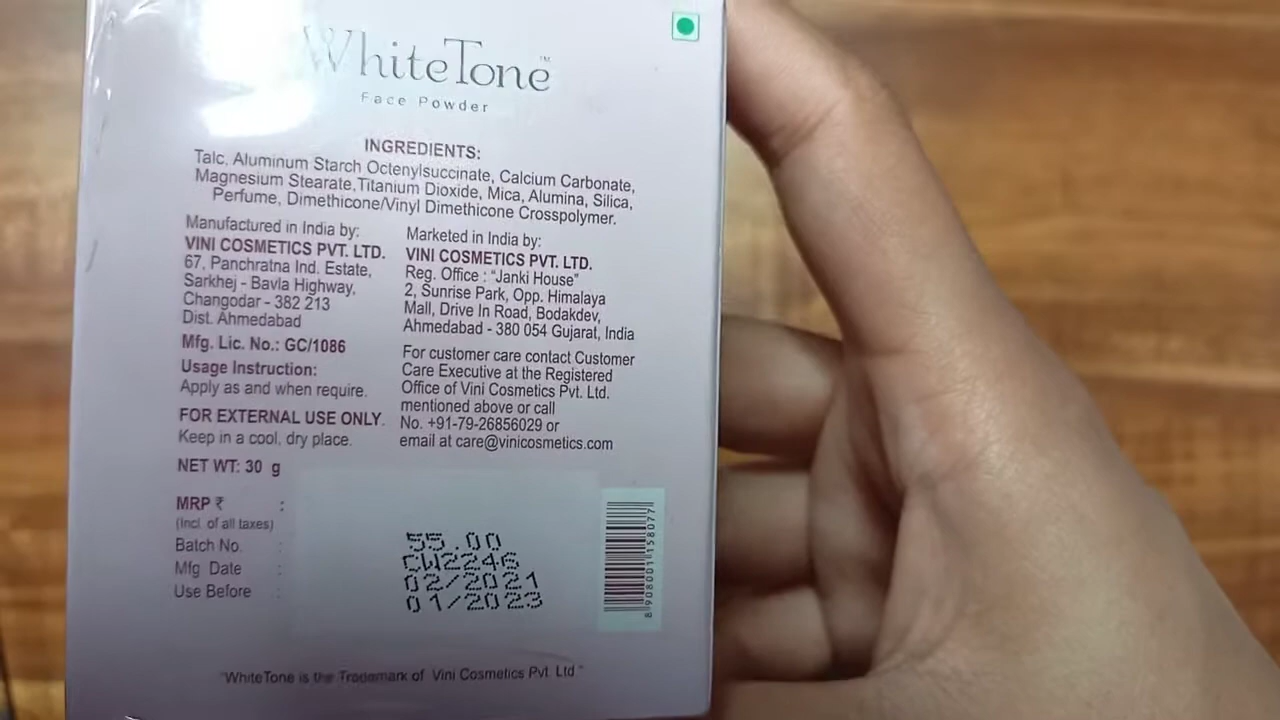 WhiteTone™
Face Powder
INGREDIENTS:
Talc, Aluminum Starch Octenylsuccinate, Calcium Carbonate,
Magnesium Stearate,Titanium Dioxide, Mica, Alumina, Silica,
Perfume, Dimethicone/Vinyl Dimethicone Crosspolymer.
Manufactured in India by:
VINI COSMETICS PVT. LTD.
67, Panchratna Ind. Estate,
Sarkhej - Bavla Highway,
Changodar - 382 213
Dist. Ahmedabad
Mfg. Lic. No.: GC/1086
Usage Instruction:
Apply as and when require.
FOR EXTERNAL USE ONLY.
Keep in a cool, dry place.
NET WT: 30 g
Marketed in India by:
VINI COSMETICS PVT. LTD.
Reg. Office : "Janki House"
2, Sunrise Park, Opp. Himalaya
Mall, Drive In Road, Bodakdev,
Ahmedabad - 380 054 Gujarat, India
For customer care contact Customer
Care Executive at the Registered
Office of Vini Cosmetics Pvt. Ltd.
mentioned above or call
No. +91-79-26856029 or
email at care@vinicosmetics.com
MRP ₹ : 55.00
(Incl. of all taxes)
Batch No. : CW2246
Mfg Date : 02/2021
Use Before : 01/2023
8 908001 158077
"WhiteTone is the Trademark of Vini Cosmetics Pvt. Ltd."